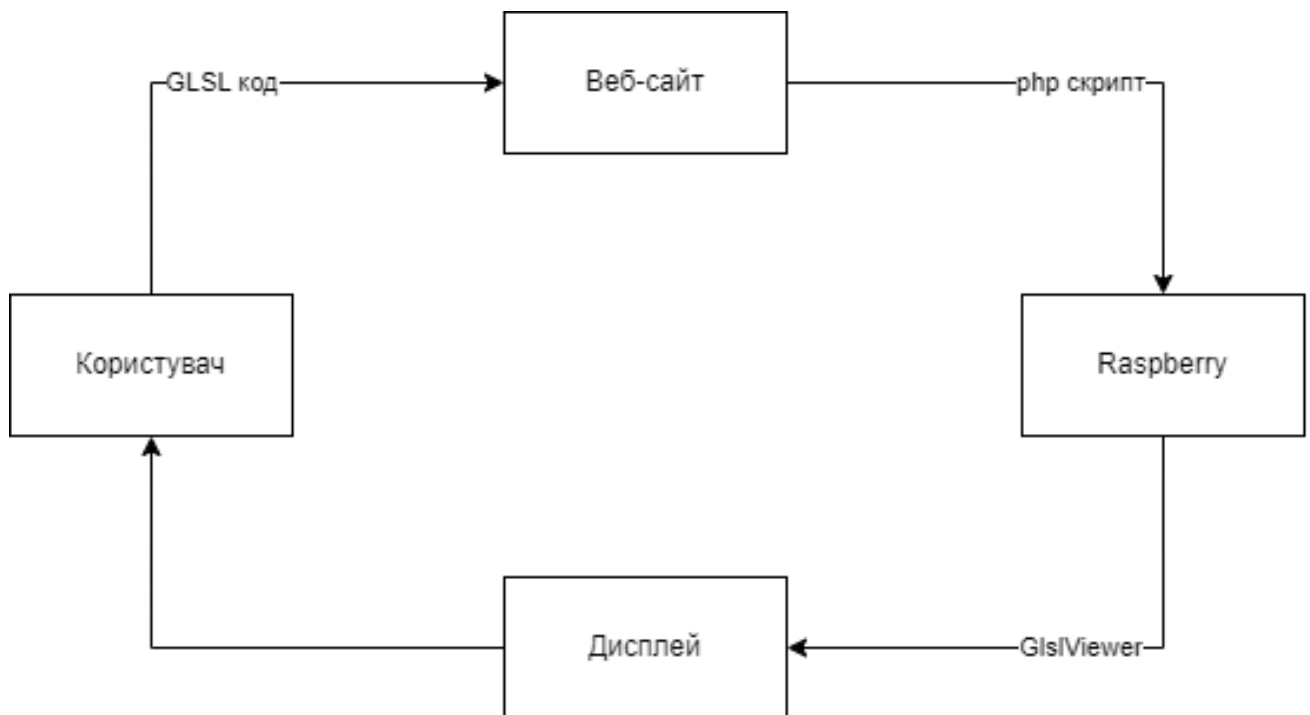 GLSL код
Веб-сайт
php скрипт
Користувач
Raspberry
Дисплей
GlslViewer